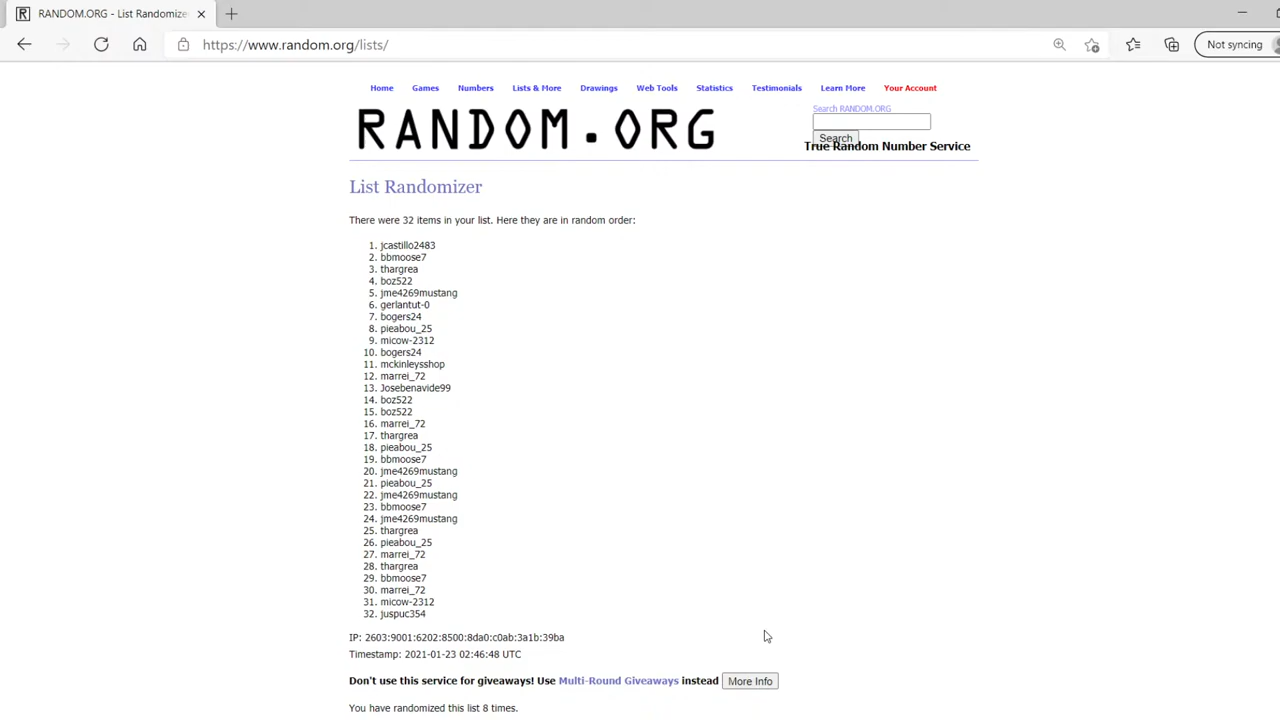 RANDOM.ORG - List Randomize
https://www.random.org/lists/
Not syncing
Home Games Numbers Lists & More Drawings Web Tools Statistics Testimonials Learn More Your Account
RANDOM.ORG
Search RANDOM.ORG
Search
True Random Number Service
List Randomizer
There were 32 items in your list. Here they are in random order:
1. jcastillo2483
2. bbmoose7
3. thargrea
4. boz522
5. jme4269mustang
6. gerlantut-0
7. bogers24
8. pieabou_25
9. micow-2312
10. bogers24
11. mckinleysshop
12. marrei_72
13. Josebenavide99
14. boz522
15. boz522
16. marrei_72
17. thargrea
18. pieabou_25
19. bbmoose7
20. jme4269mustang
21. pieabou_25
22. jme4269mustang
23. bbmoose7
24. jme4269mustang
25. thargrea
26. pieabou_25
27. marrei_72
28. thargrea
29. bbmoose7
30. marrei_72
31. micow-2312
32. juspuc354
IP: 2603:9001:6202:8500:8da0:c0ab:3a1b:39ba
Timestamp: 2021-01-23 02:46:48 UTC
Don't use this service for giveaways! Use Multi-Round Giveaways instead More Info
You have randomized this list 8 times.